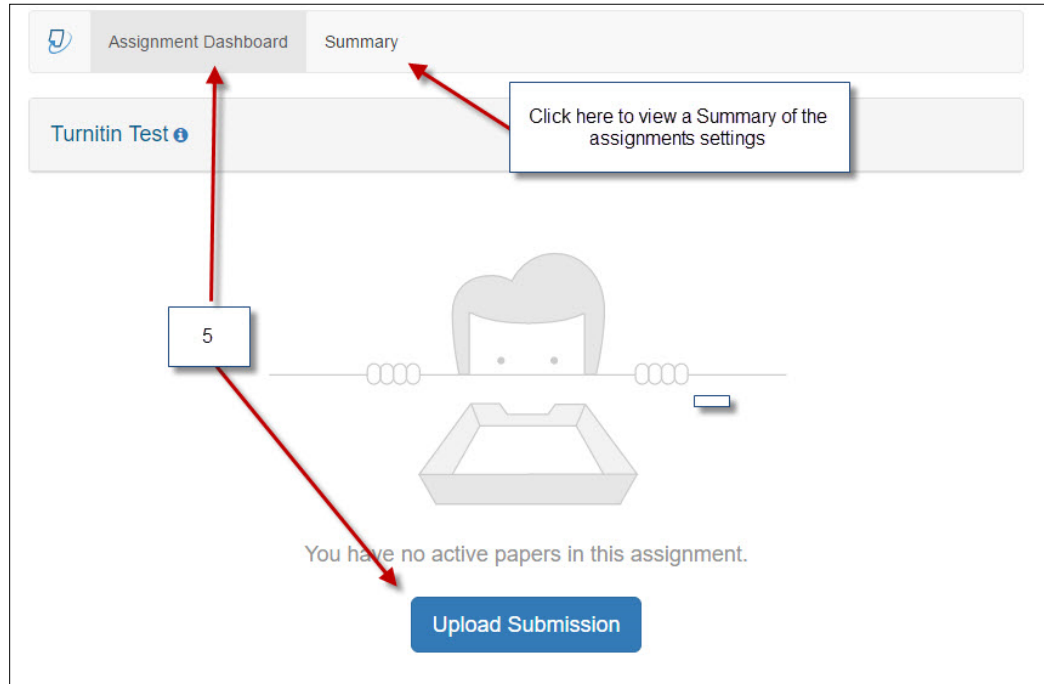 Assignment Dashboard Summary
Click here to view a Summary of the
assignments settings
Turnitin Test
5
You have no active papers in this assignment.
Upload Submission